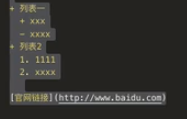 + 列表一
  + xxx
  - xxxx
+ 列表2
  1. 1111
  2. xxxx

[官网链接](http://www.baidu.com)